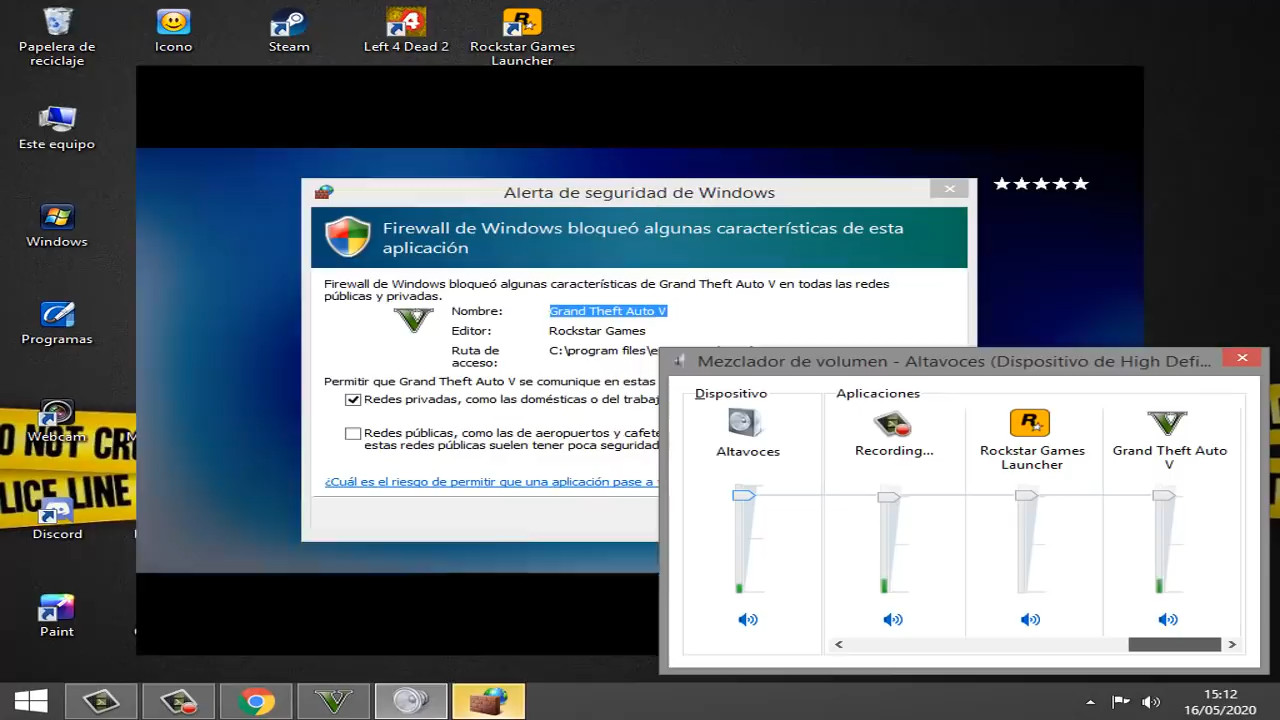 Papelera de
reciclaje
Icono
Steam
Left 4 Dead 2
Rockstar Games
Launcher
Este equipo
Windows
Programas
Webcam
Discord
Paint
O NOT CR
OLICE LINE
Alerta de seguridad de Windows
Firewall de Windows bloqueó algunas características de esta
aplicación
Firewall de Windows bloqueó algunas características de Grand Theft Auto V en todas las redes
públicas y privadas.
Nombre: Grand Theft Auto V
Editor: Rockstar Games
Ruta de C:\program files\e
acceso:
Permitir que Grand Theft Auto V se comunique en estas
Redes privadas, como las domésticas o del trabaj
Redes públicas, como las de aeropuertos y cafete
estas redes públicas suelen tener poca seguridad
¿Cuál es el riesgo de permitir que una aplicación pase a
Mezclador de volumen - Altavoces (Dispositivo de High Defi...
Dispositivo
Aplicaciones
Altavoces
Recording...
Rockstar Games
Launcher
Grand Theft Auto
V
15:12
16/05/2020